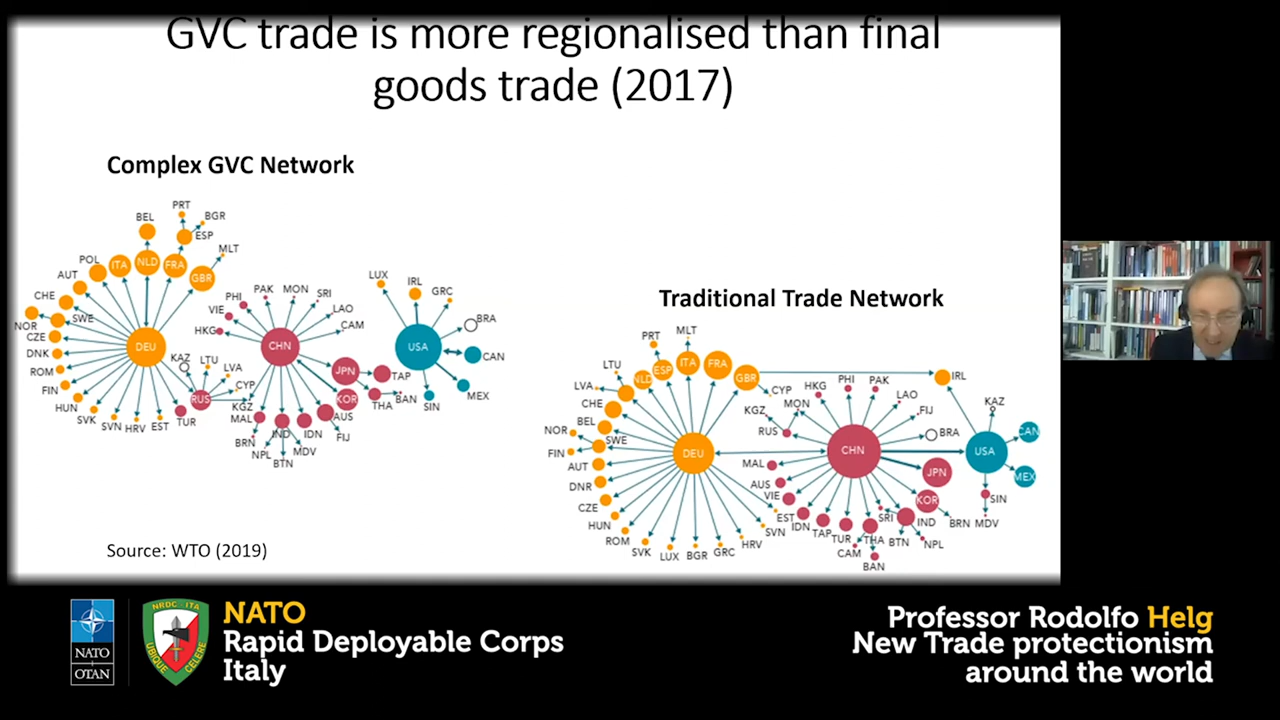 GVC trade is more regionalised than final
goods trade (2017)
Complex GVC Network
PRT
BGR
BEL
ESP
MLT
POL
ITA
NLD
FRA
GBR
AUT
CHE
NOR
SWE
CZE
DNK
ROM
FIN
HUN
SVK
SVN
HRV
EST
TUR
DEU
KAZ
LTU
LVA
CYP
RUS
KGZ
PHI
PAK
MON
SRI
VIE
LAO
HKG
CAM
CHN
JPN
TAP
KOR
THA
BAN
AUS
FIJ
MAL
BRN
IND
IDN
NPL
MDV
BTN
LUX
IRL
GRC
BRA
USA
CAN
MEX
SIN
Traditional Trade Network
PRT
MLT
LTU
ESP
ITA
FRA
NLD
GBR
LVA
CHE
CYP
BEL
NOR
SWE
FIN
AUT
DNR
CZE
HUN
ROM
SVK
LUX
BGR
GRC
HRV
SVN
EST
DEU
IRL
HKG
PHI
PAK
MON
LAO
KGZ
FIJ
RUS
BRA
KAZ
CAN
CHN
USA
MAL
JPN
MEX
AUS
VIE
KOR
SIN
IDN
TAP
TUR
SRI
IND
BRN
MDV
CAM
THA
BTN
NPL
BAN
Source: WTO (2019)
NATO
OTAN
NRDC - ITA
UBIQUE CELERE
NATO
Rapid Deployable Corps
Italy
Professor Rodolfo Helg
New Trade protectionism
around the world